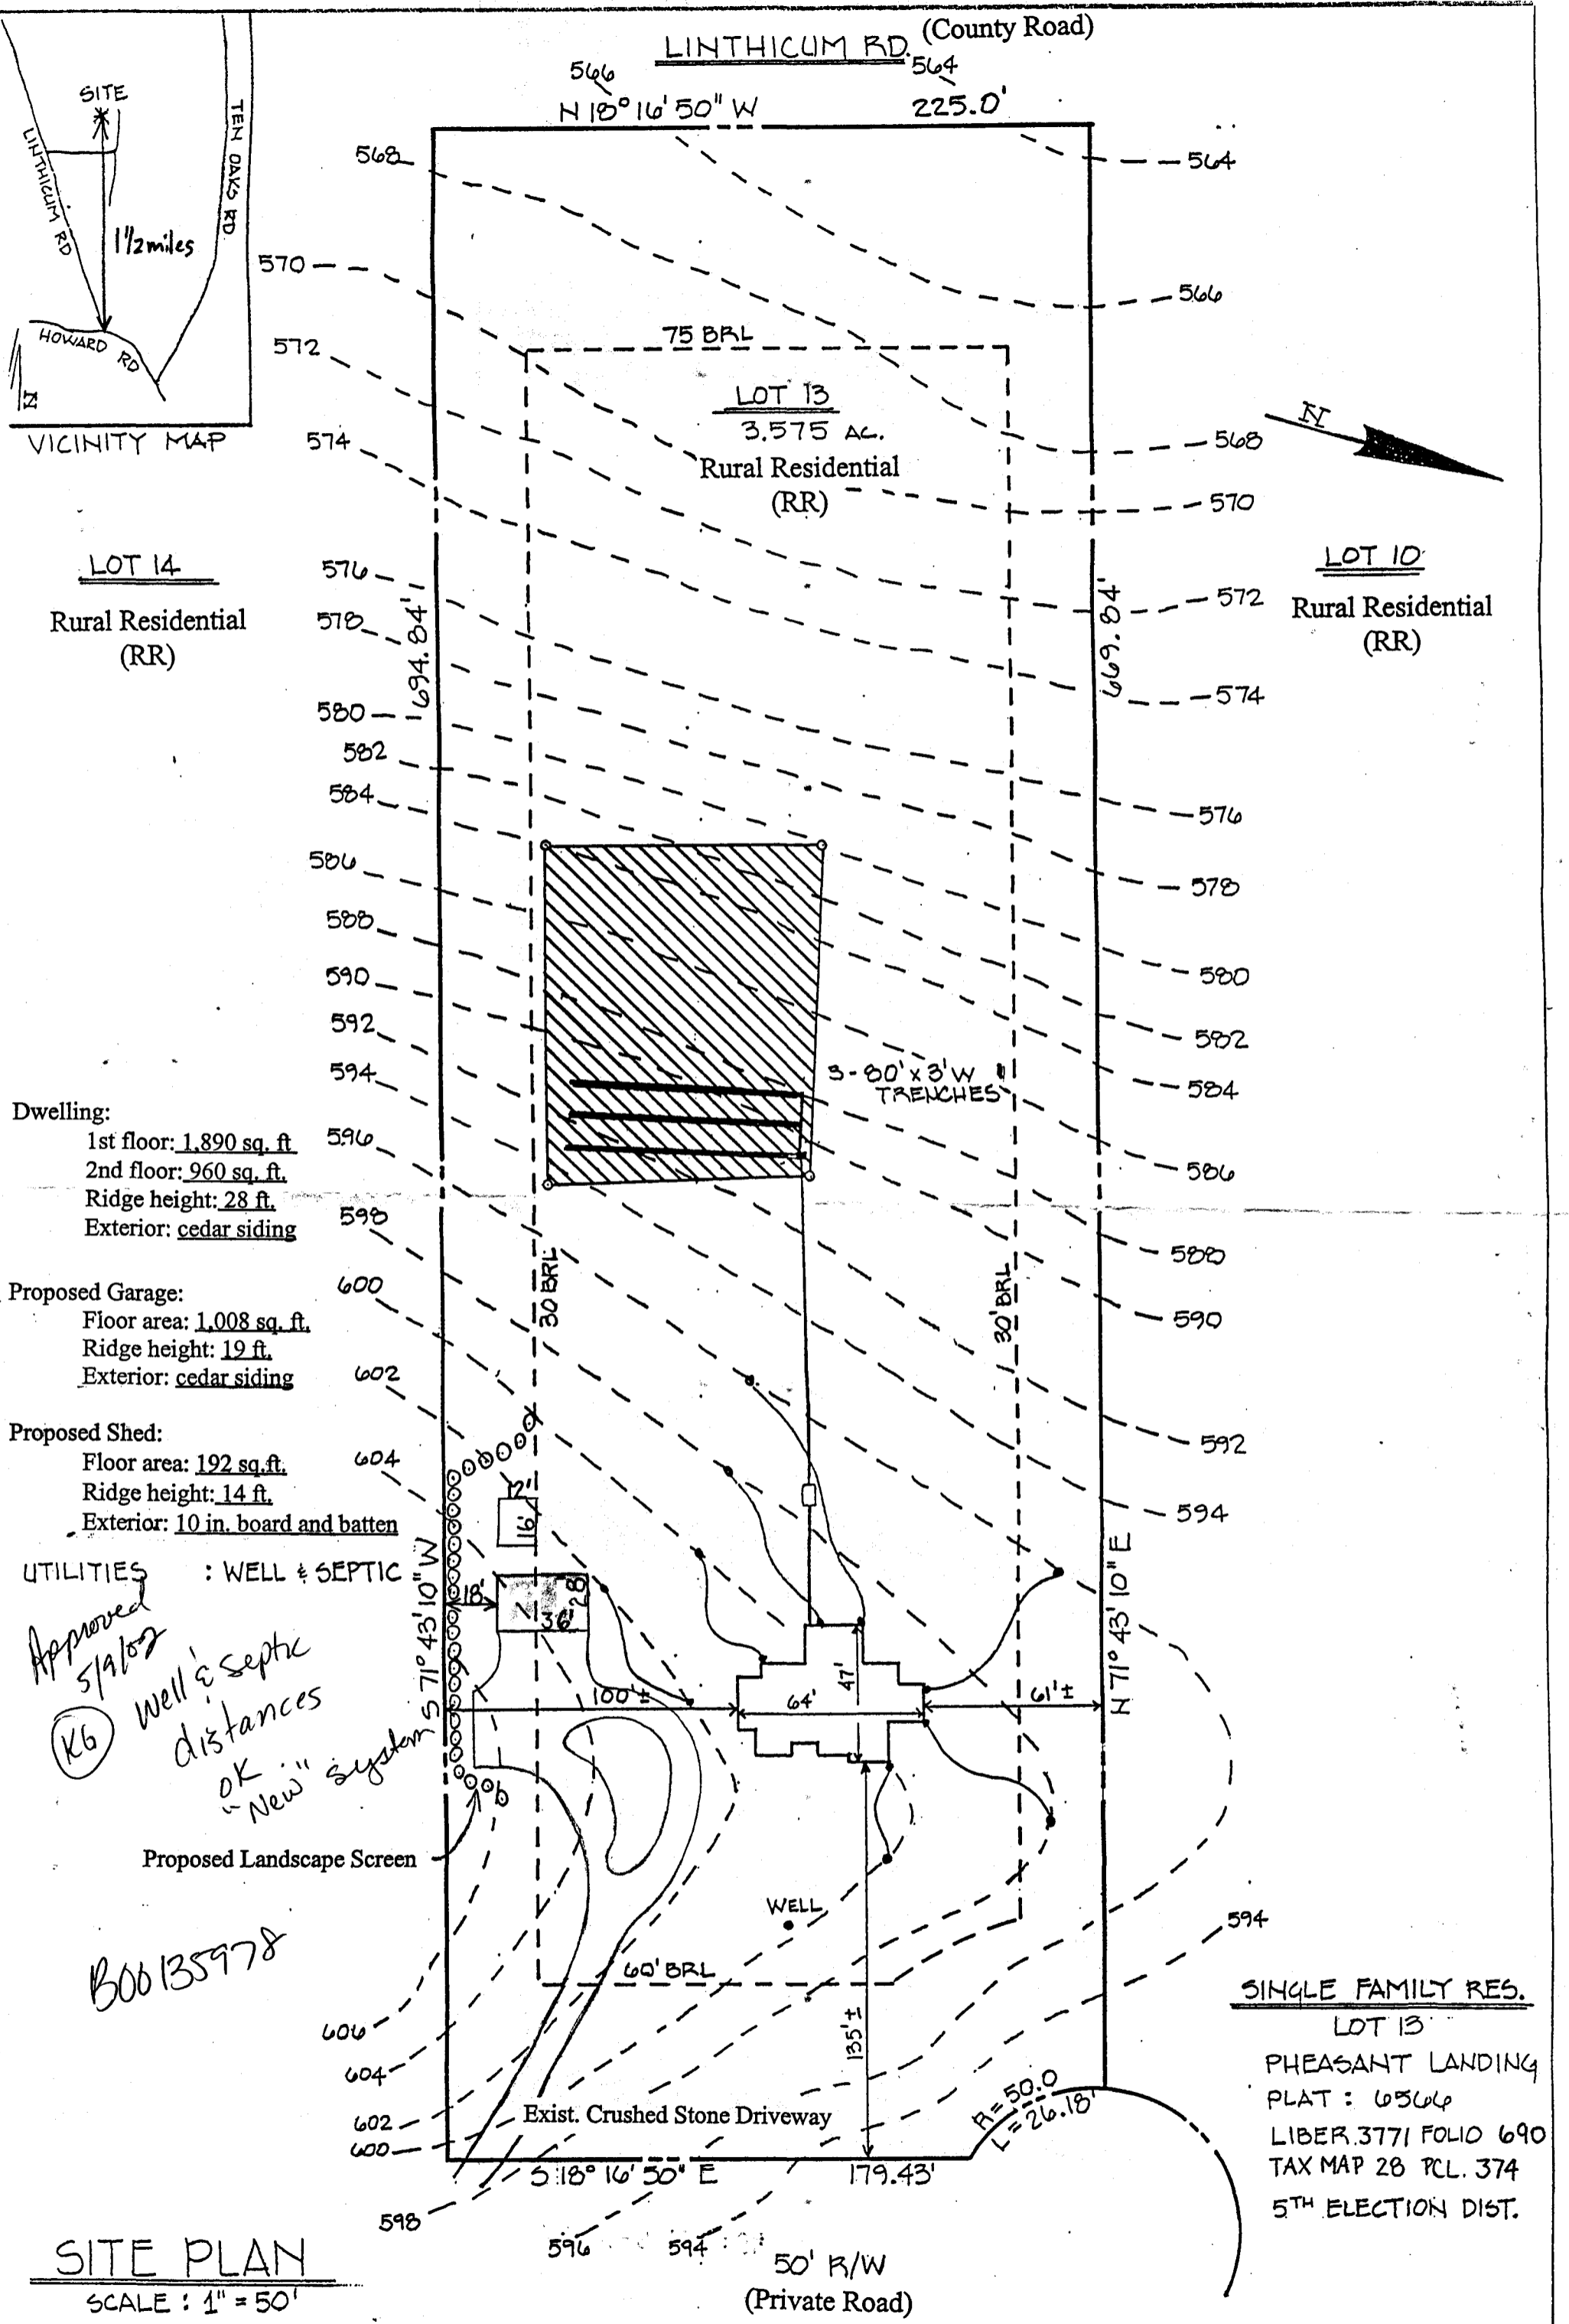 LINTHICUM RD. (County Road)
566
564
N 18° 16' 50" W
225.0'
SITE
LINTHICUM RD
TEN OAKS RD.
1 1/2 miles
HOWARD RD
N
VICINITY MAP
568
564
570
566
572
75 BRL
LOT 13
3.575 AC.
Rural Residential
(RR)
N
574
568
570
LOT 14
Rural Residential
(RR)
LOT 10
Rural Residential
(RR)
576
572
578
694.84'
669.84'
574
580
582
584
576
586
578
588
580
590
592
582
594
3-80' x 3'W
TRENCHES
584
Dwelling:
1st floor: 1,890 sq. ft
2nd floor: 960 sq. ft.
Ridge height: 28 ft.
Exterior: cedar siding
596
586
598
588
30 BRL
30' BRL
590
Proposed Garage:
Floor area: 1,008 sq. ft.
Ridge height: 19 ft.
Exterior: cedar siding
600
602
592
Proposed Shed:
Floor area: 192 sq.ft.
Ridge height: 14 ft.
Exterior: 10 in. board and batten
604
594
12'
16'
UTILITIES : WELL & SEPTIC
18'
28'
36'
S 71° 43' 10" W
N 71° 43' 10" E
Approved
5/9/02
KG
Well & septic
distances
OK
"New" system
100'±
64'
47'
61'±
Proposed Landscape Screen
WELL
594
B00135978
60' BRL
135'±
606
604
602
600
Exist. Crushed Stone Driveway
R=50.0
L=26.18'
S 18° 16' 50" E
179.43'
598
596
594
50' R/W
(Private Road)
SINGLE FAMILY RES.
LOT 13
PHEASANT LANDING
PLAT : 6566
LIBER.3771 FOLIO 690
TAX MAP 28 PCL. 374
5TH ELECTION DIST.
SITE PLAN
SCALE : 1" = 50'